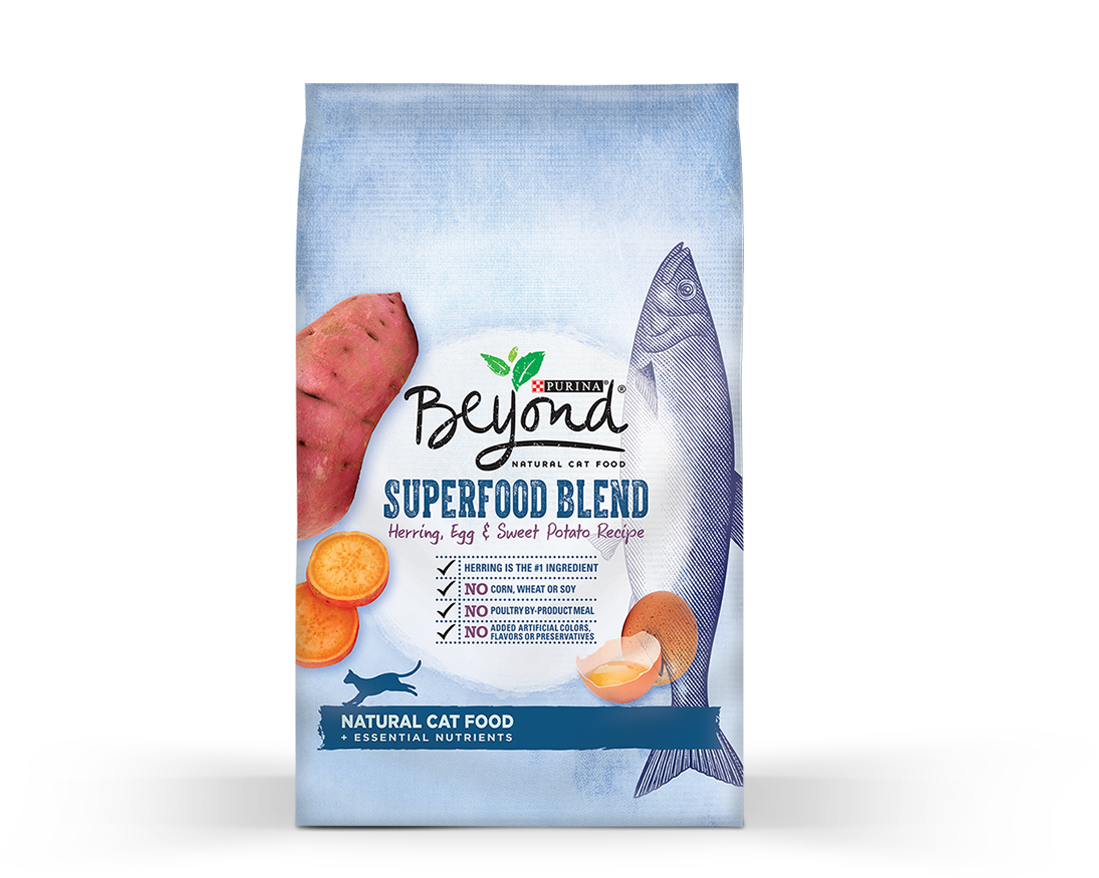 PURINA®
Beyond®
NATURAL CAT FOOD
SUPERFOOD BLEND
Herring, Egg & Sweet Potato Recipe
HERRING IS THE #1 INGREDIENT
NO CORN, WHEAT OR SOY
NO POULTRY BY-PRODUCT MEAL
NO ADDED ARTIFICIAL COLORS,
FLAVORS OR PRESERVATIVES
NATURAL CAT FOOD
+ ESSENTIAL NUTRIENTS